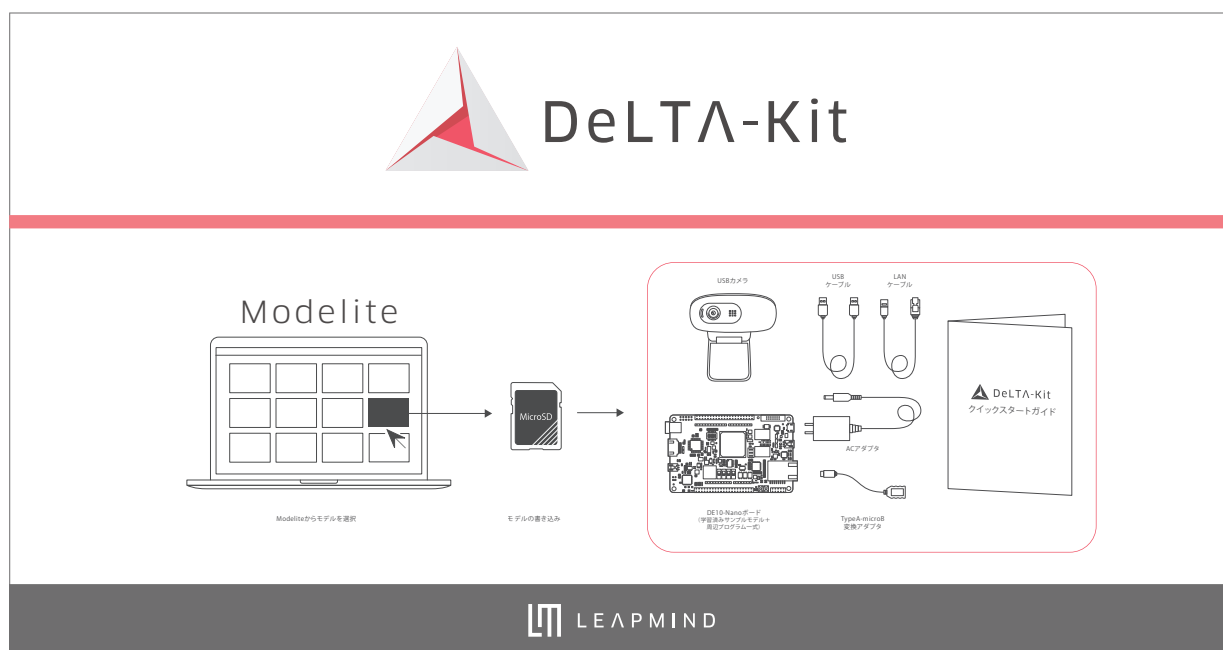 DeLTA-Kit
Modelite
MicroSD
Modeliteからモデルを選択
モデルの書き込み
USBカメラ
USB
ケーブル
LAN
ケーブル
DE10-Nanoボード
(学習済みサンプルモデル+
周辺プログラム一式)
ACアダプタ
TypeA-microB
変換アダプタ
DeLTA-Kit
クイックスタートガイド
LEAPMIND